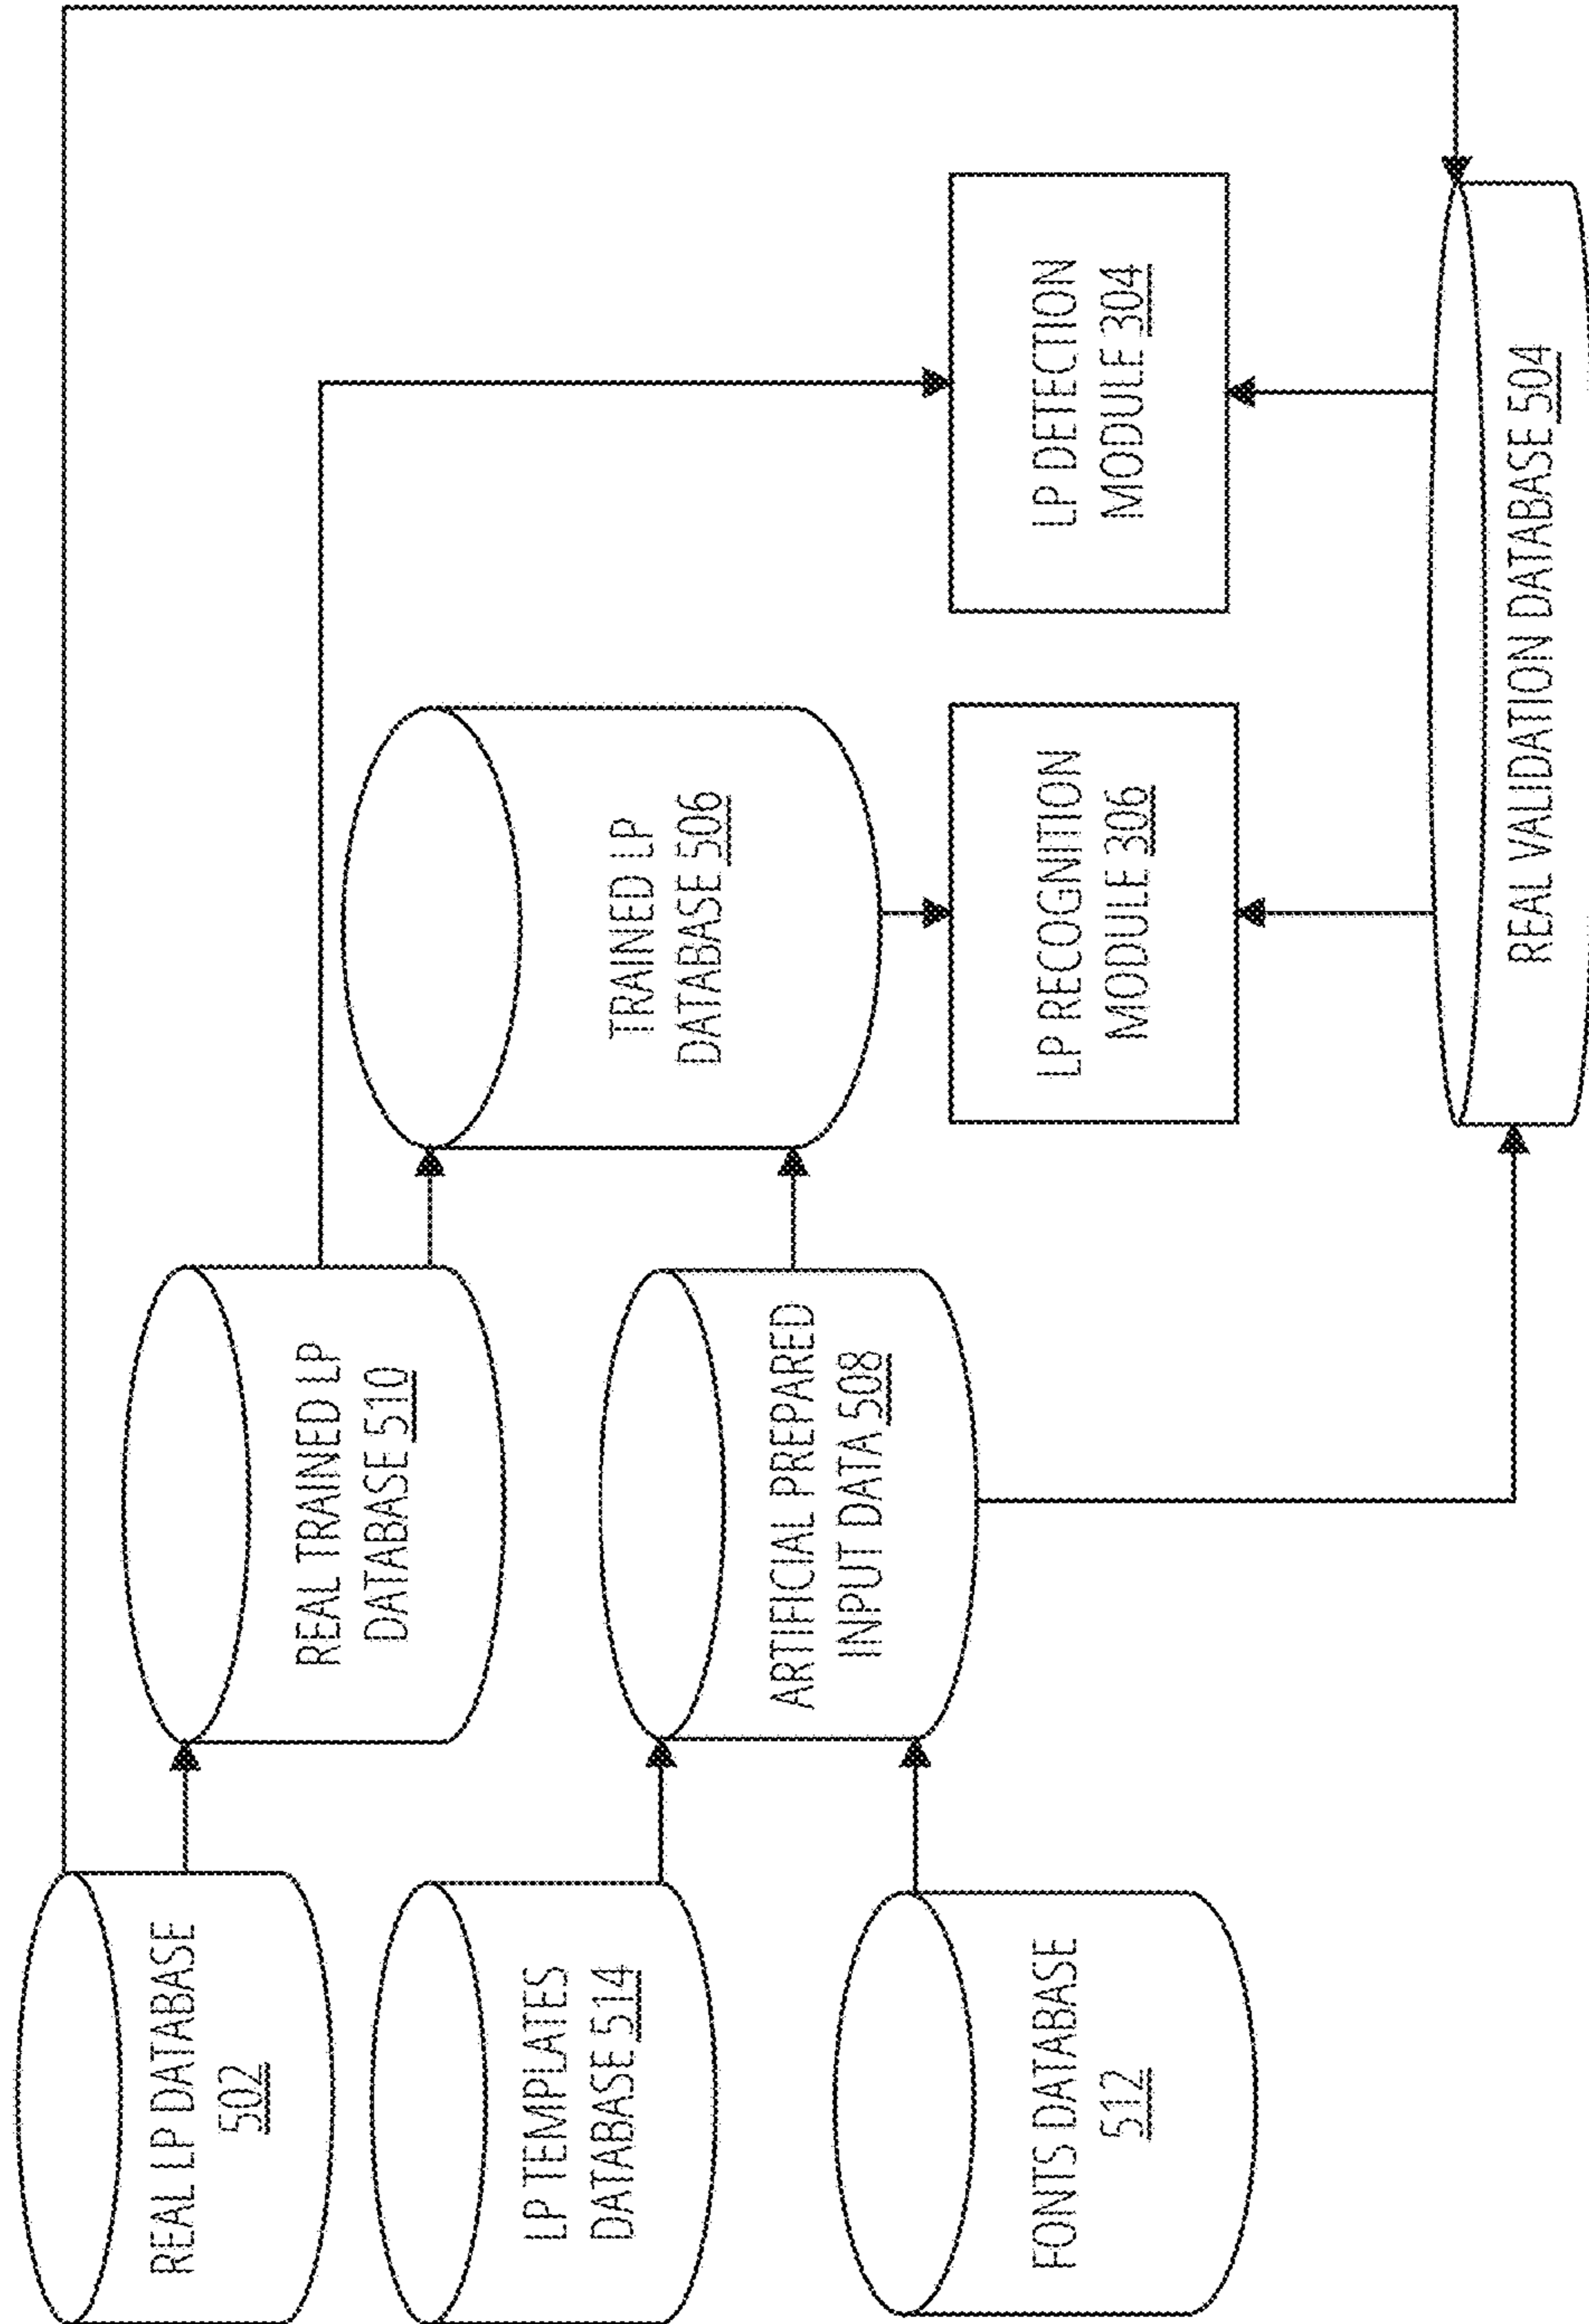 REAL LP DATABASE
502
LP TEMPLATES
DATABASE 514
FONTS DATABASE
512
REAL TRAINED LP
DATABASE 510
ARTIFICIAL PREPARED
INPUT DATA 508
TRAINED LP
DATABASE 506
LP RECOGNITION
MODULE 306
LP DETECTION
MODULE 304
REAL VALIDATION DATABASE 504